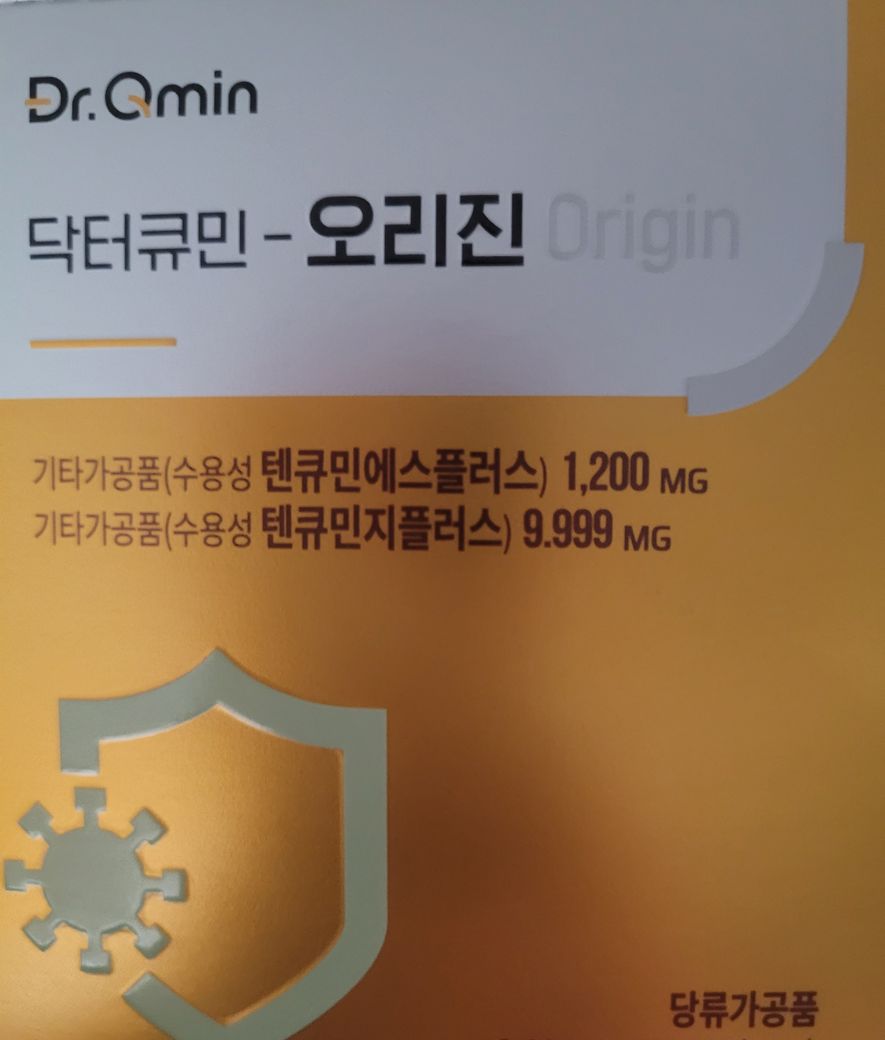 Dr.Qmin
닥터큐민-오리진 Origin
기타가공품(수용성 텐큐민에스플러스) 1,200 MG
기타가공품(수용성 텐큐민지플러스) 9.999 MG
당류가공품